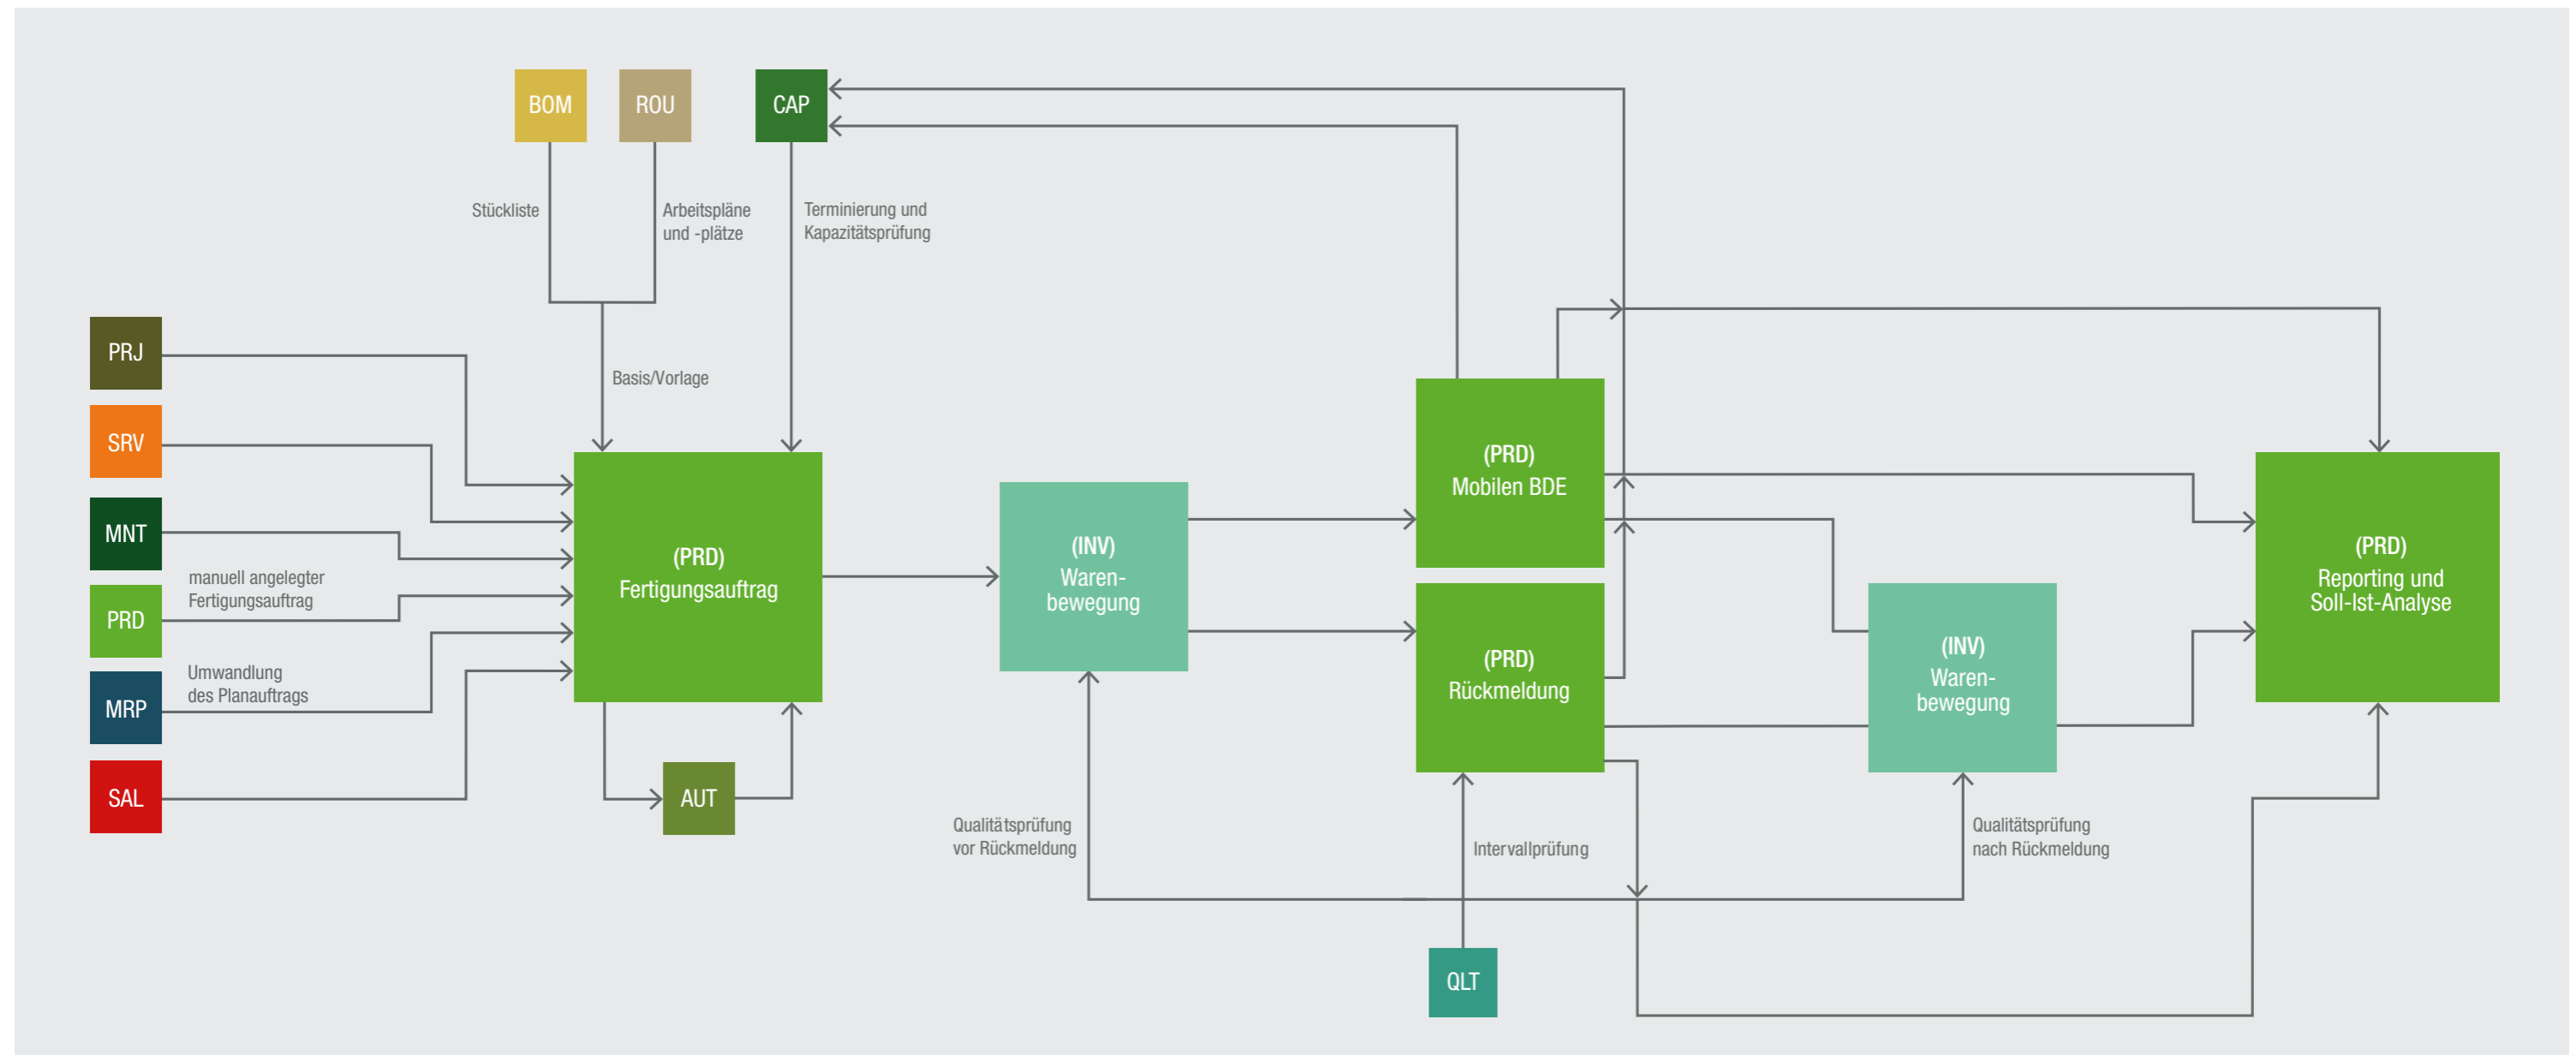 BOM
ROU
CAP
Stückliste
Arbeitspläne
und -plätze
Terminierung und
Kapazitätsprüfung
Basis/Vorlage
PRJ
SRV
MNT
PRD
MRP
SAL
manuell angelegter
Fertigungsauftrag
Umwandlung
des Planauftrags
(PRD)
Fertigungsauftrag
AUT
(INV)
Waren-
bewegung
(PRD)
Mobilen BDE
(PRD)
Rückmeldung
(INV)
Waren-
bewegung
(PRD)
Reporting und
Soll-Ist-Analyse
Qualitätsprüfung
vor Rückmeldung
Intervallprüfung
Qualitätsprüfung
nach Rückmeldung
QLT